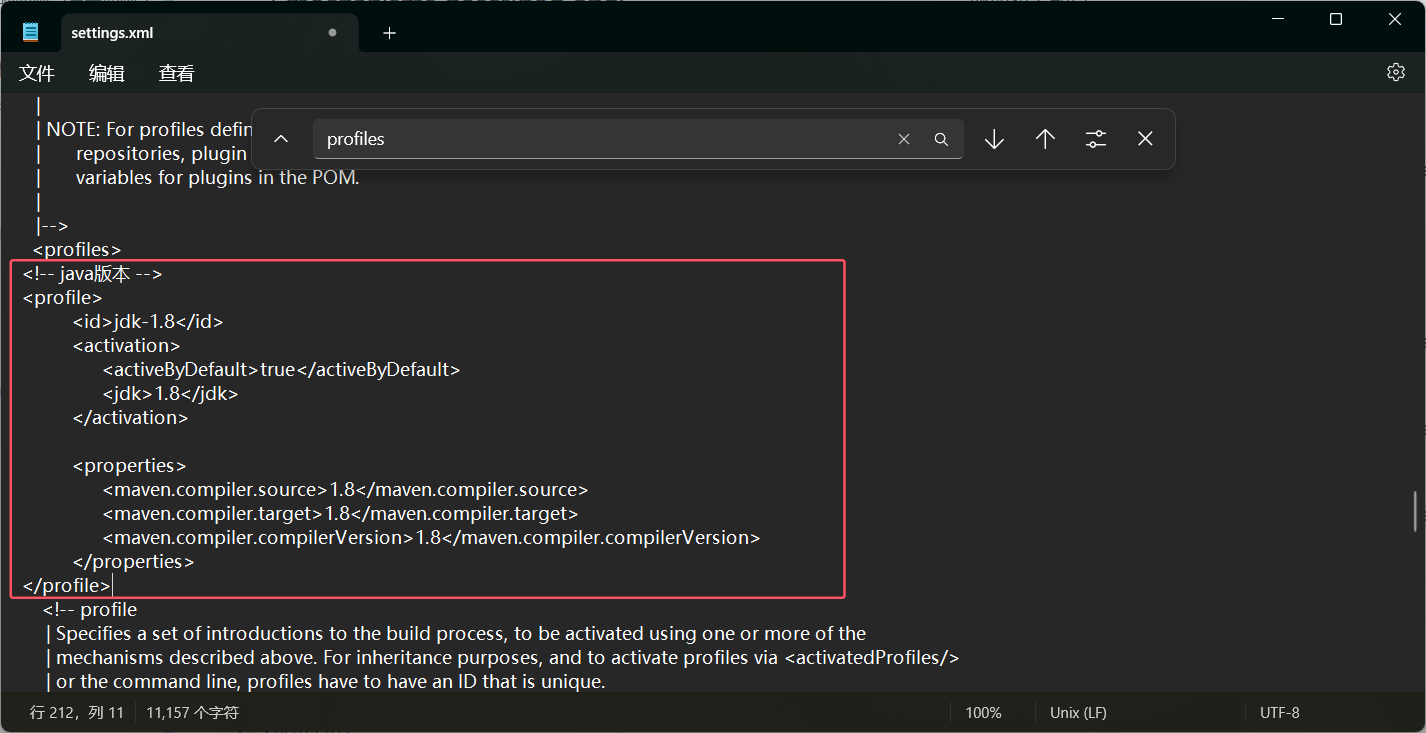 settings.xml
文件 编辑 查看
|
| NOTE: For profiles defin
profiles
| repositories, plugin
| variables for plugins in the POM.
|
|-->
<profiles>
<!-- java版本 -->
<profile>
<id>jdk-1.8</id>
<activation>
<activeByDefault>true</activeByDefault>
<jdk>1.8</jdk>
</activation>
<properties>
<maven.compiler.source>1.8</maven.compiler.source>
<maven.compiler.target>1.8</maven.compiler.target>
<maven.compiler.compilerVersion>1.8</maven.compiler.compilerVersion>
</properties>
</profile>
<!-- profile
| Specifies a set of introductions to the build process, to be activated using one or more of the
| mechanisms described above. For inheritance purposes, and to activate profiles via <activatedProfiles/>
| or the command line, profiles have to have an ID that is unique.
行 212，列 11 11,157 个字符 100% Unix (LF) UTF-8